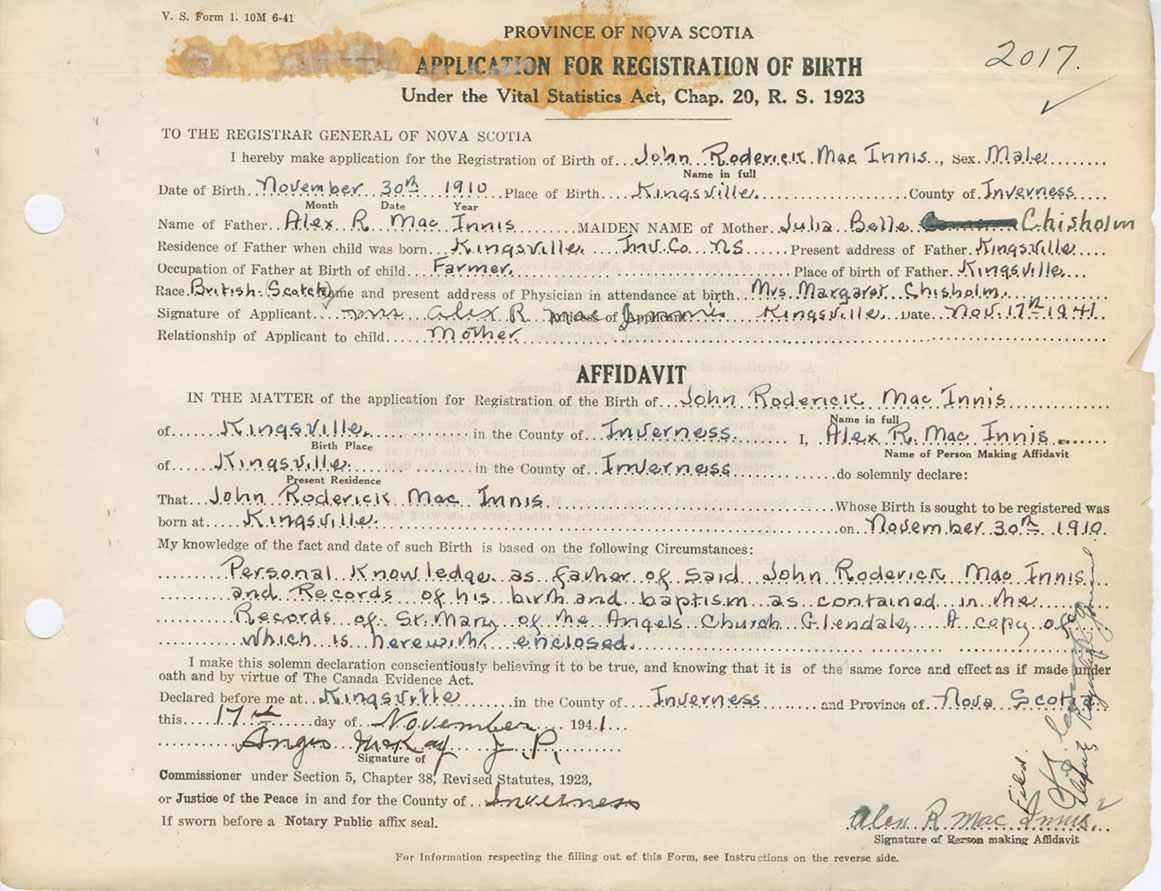 V. S. Form 1. 10M 6-41
PROVINCE OF NOVA SCOTIA
2017.
APPLICATION FOR REGISTRATION OF BIRTH
Under the Vital Statistics Act, Chap. 20, R. S. 1923
TO THE REGISTRAR GENERAL OF NOVA SCOTIA
I hereby make application for the Registration of Birth of John Roderick Mac Innis, Sex Male
Name in full
Date of Birth November 30th 1910 Place of Birth Kingsville County of Inverness
Month Date Year
Name of Father Alex R Mac Innis MAIDEN NAME of Mother Julia Belle Chisholm
Residence of Father when child was born Kingsville Inv. Co. NS Present address of Father Kingsville
Occupation of Father at Birth of child Farmer. Place of birth of Father Kingsville
Race British (Scotch) Name and present address of Physician in attendance at birth Mrs. Margaret Chisholm.
Signature of Applicant Mrs Alex R Mac Innis Address of Applicant Kingsville Date Nov. 17th 1941
Relationship of Applicant to child Mother
AFFIDAVIT
IN THE MATTER of the application for Registration of the Birth of John Roderick Mac Innis
Name in full
of Kingsville in the County of Inverness I, Alex R. Mac Innis
Birth Place Name of Person Making Affidavit
of Kingsville in the County of Inverness do solemnly declare:
Present Residence
That John Roderick Mac Innis Whose Birth is sought to be registered was
born at Kingsville on November 30th 1910
My knowledge of the fact and date of such Birth is based on the following Circumstances:
Personal Knowledge as father of said John Roderick Mac Innis
and Records of his birth and baptism as contained in the
Records of St. Mary of the Angels Church Glendale, A copy of
which is herewith enclosed.
I make this solemn declaration conscientiously believing it to be true, and knowing that it is of the same force and effect as if made under
oath and by virtue of The Canada Evidence Act.
Declared before me at Kingsville in the County of Inverness and Province of Nova Scotia
this 17th day of November 1941
Angus McKay J. P.
Signature of
Commissioner under Section 5, Chapter 38, Revised Statutes, 1923,
or Justice of the Peace in and for the County of Inverness
If sworn before a Notary Public affix seal.
Filed.
Deputy
Alex R Mac Innis
Signature of Person making Affidavit
For Information respecting the filling out of this Form, see Instructions on the reverse side.